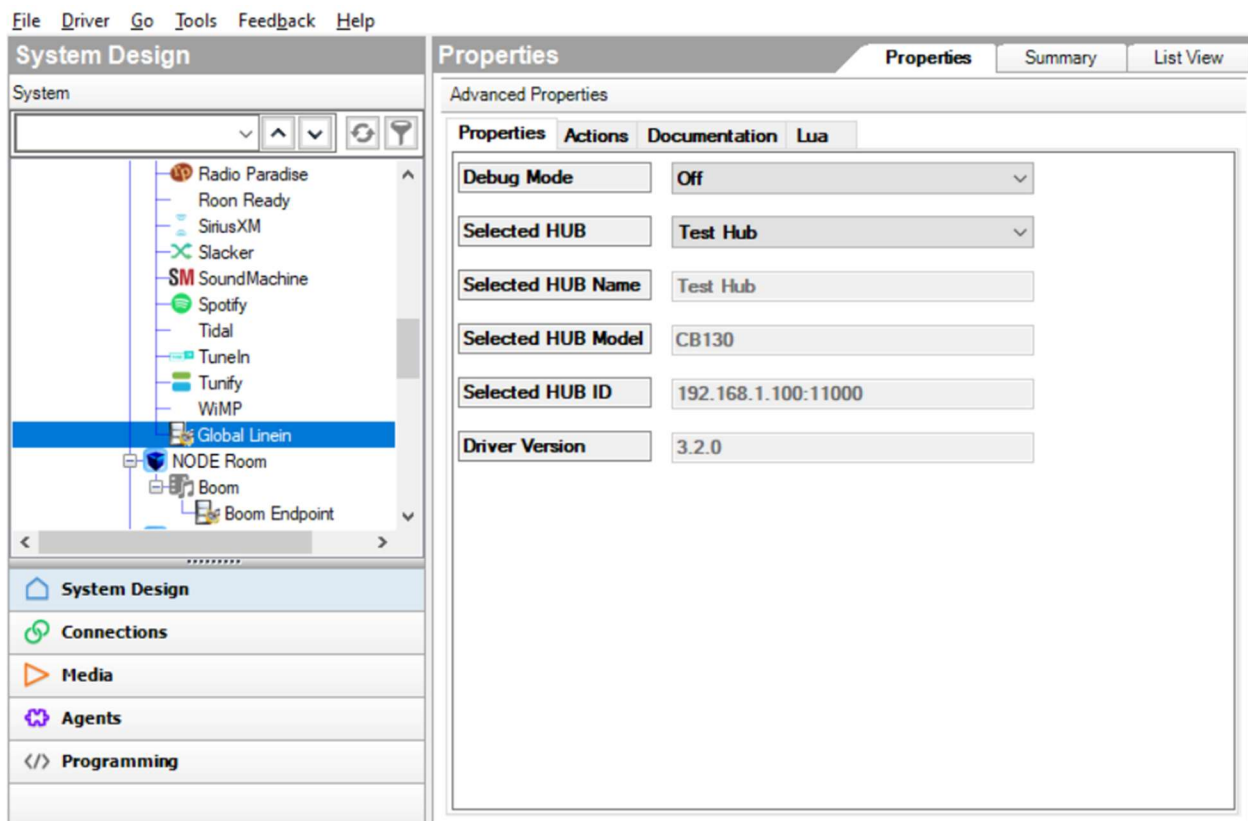 File Driver Go Tools Feedback Help
System Design
System
Radio Paradise
Roon Ready
SiriusXM
Slacker
SM SoundMachine
Spotify
Tidal
TuneIn
Tunify
WiMP
Global Linein
NODE Room
Boom
Boom Endpoint
System Design
Connections
Media
Agents
</> Programming
Properties
Properties Summary List View
Advanced Properties
Properties Actions Documentation Lua
Debug Mode Off
Selected HUB Test Hub
Selected HUB Name Test Hub
Selected HUB Model CB130
Selected HUB ID 192.168.1.100:11000
Driver Version 3.2.0